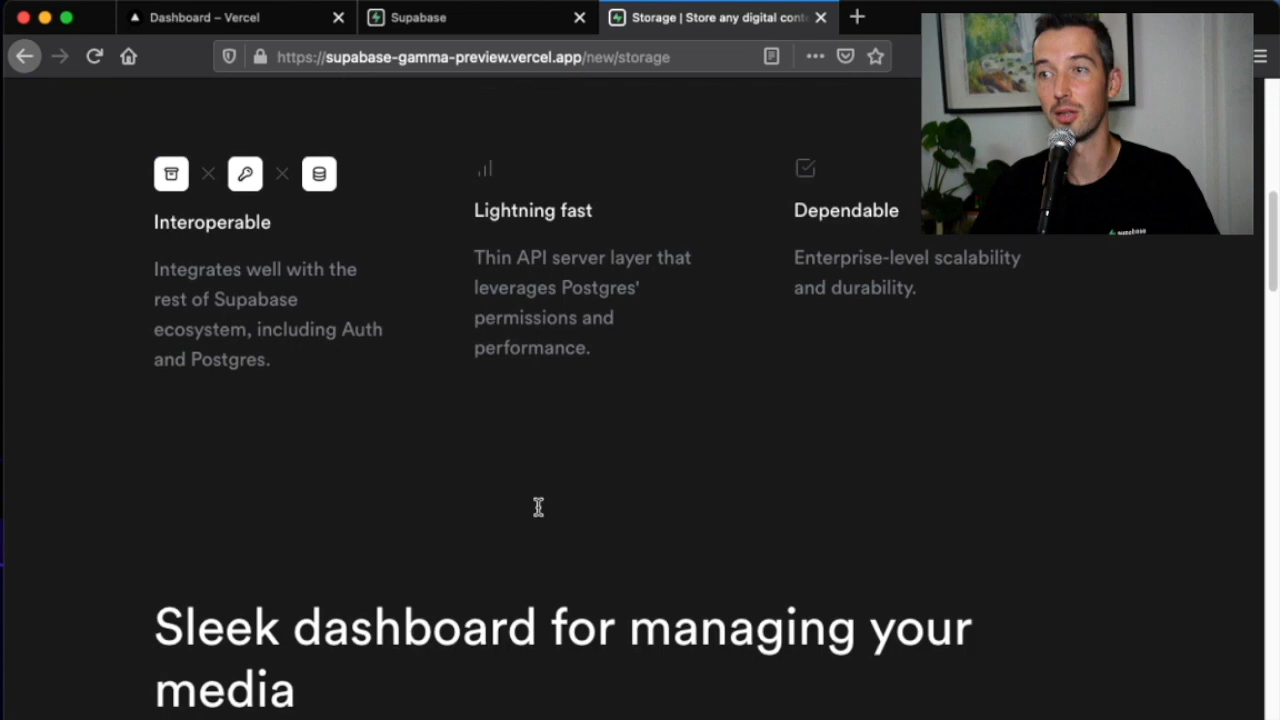 Dashboard – Vercel
Supabase
Storage | Store any digital conte
https://supabase-gamma-preview.vercel.app/new/storage
Interoperable
Integrates well with the
rest of Supabase
ecosystem, including Auth
and Postgres.
Lightning fast
Thin API server layer that
leverages Postgres'
permissions and
performance.
Dependable
Enterprise-level scalability
and durability.
supabase
Sleek dashboard for managing your
media